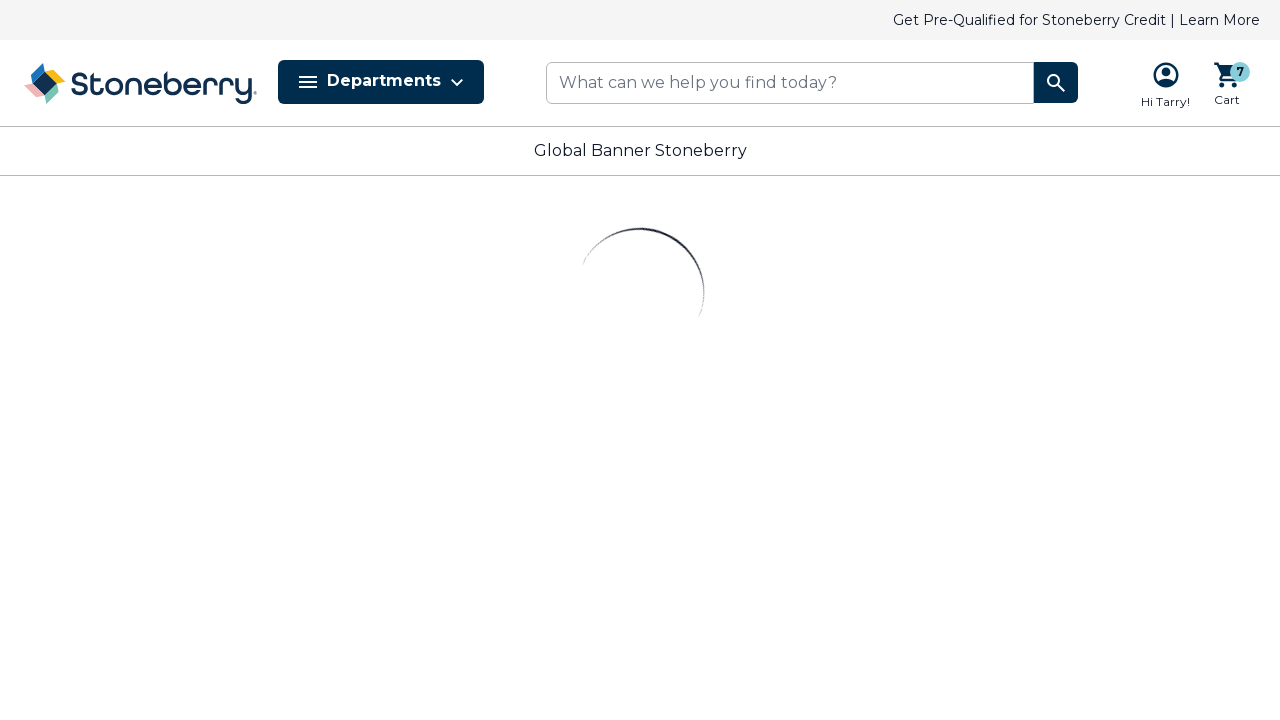 Get Pre-Qualified for Stoneberry Credit | Learn More
Stoneberry
Departments
What can we help you find today?
Hi Tarry!
7
Cart
Global Banner Stoneberry